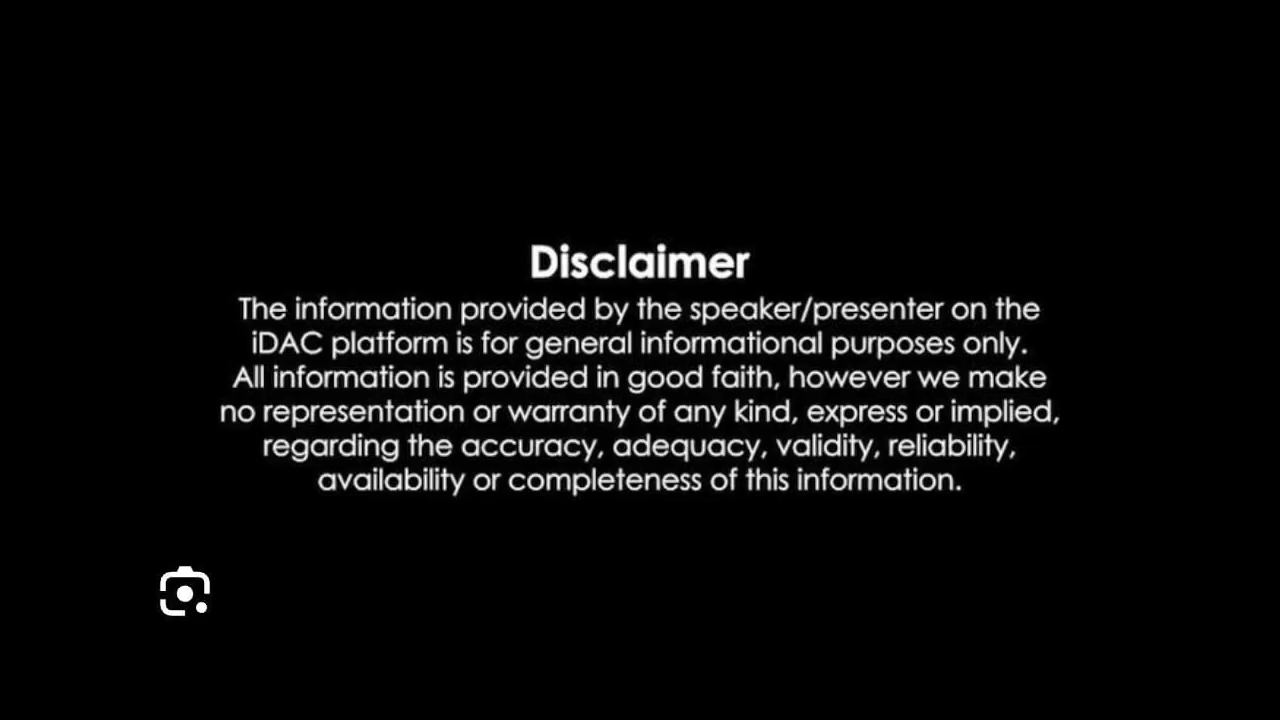 Disclaimer
The information provided by the speaker/presenter on the
iDAC platform is for general informational purposes only.
All information is provided in good faith, however we make
no representation or warranty of any kind, express or implied,
regarding the accuracy, adequacy, validity, reliability,
availability or completeness of this information.